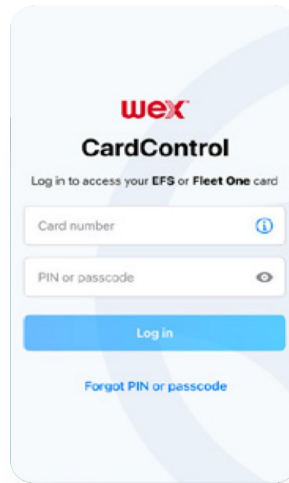 wex
CardControl
Log in to access your EFS or Fleet One card
Card number
PIN or passcode
Log in
Forgot PIN or passcode